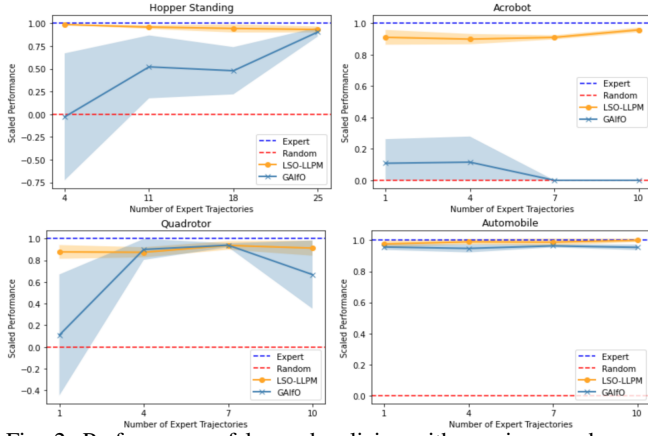 Hopper Standing
Scaled Performance
1.00
0.75
0.50
0.25
0.00
−0.25
−0.50
−0.75
4
11
18
25
Number of Expert Trajectories
Expert
Random
LSO-LLPM
GAIfO
Acrobot
Scaled Performance
1.0
0.8
0.6
0.4
0.2
0.0
1
4
7
10
Number of Expert Trajectories
Expert
Random
LSO-LLPM
GAIfO
Quadrotor
Scaled Performance
1.0
0.8
0.6
0.4
0.2
0.0
−0.2
−0.4
1
4
7
10
Number of Expert Trajectories
Expert
Random
LSO-LLPM
GAIfO
Automobile
Scaled Performance
1.0
0.8
0.6
0.4
0.2
0.0
1
4
7
10
Number of Expert Trajectories
Expert
Random
LSO-LLPM
GAIfO